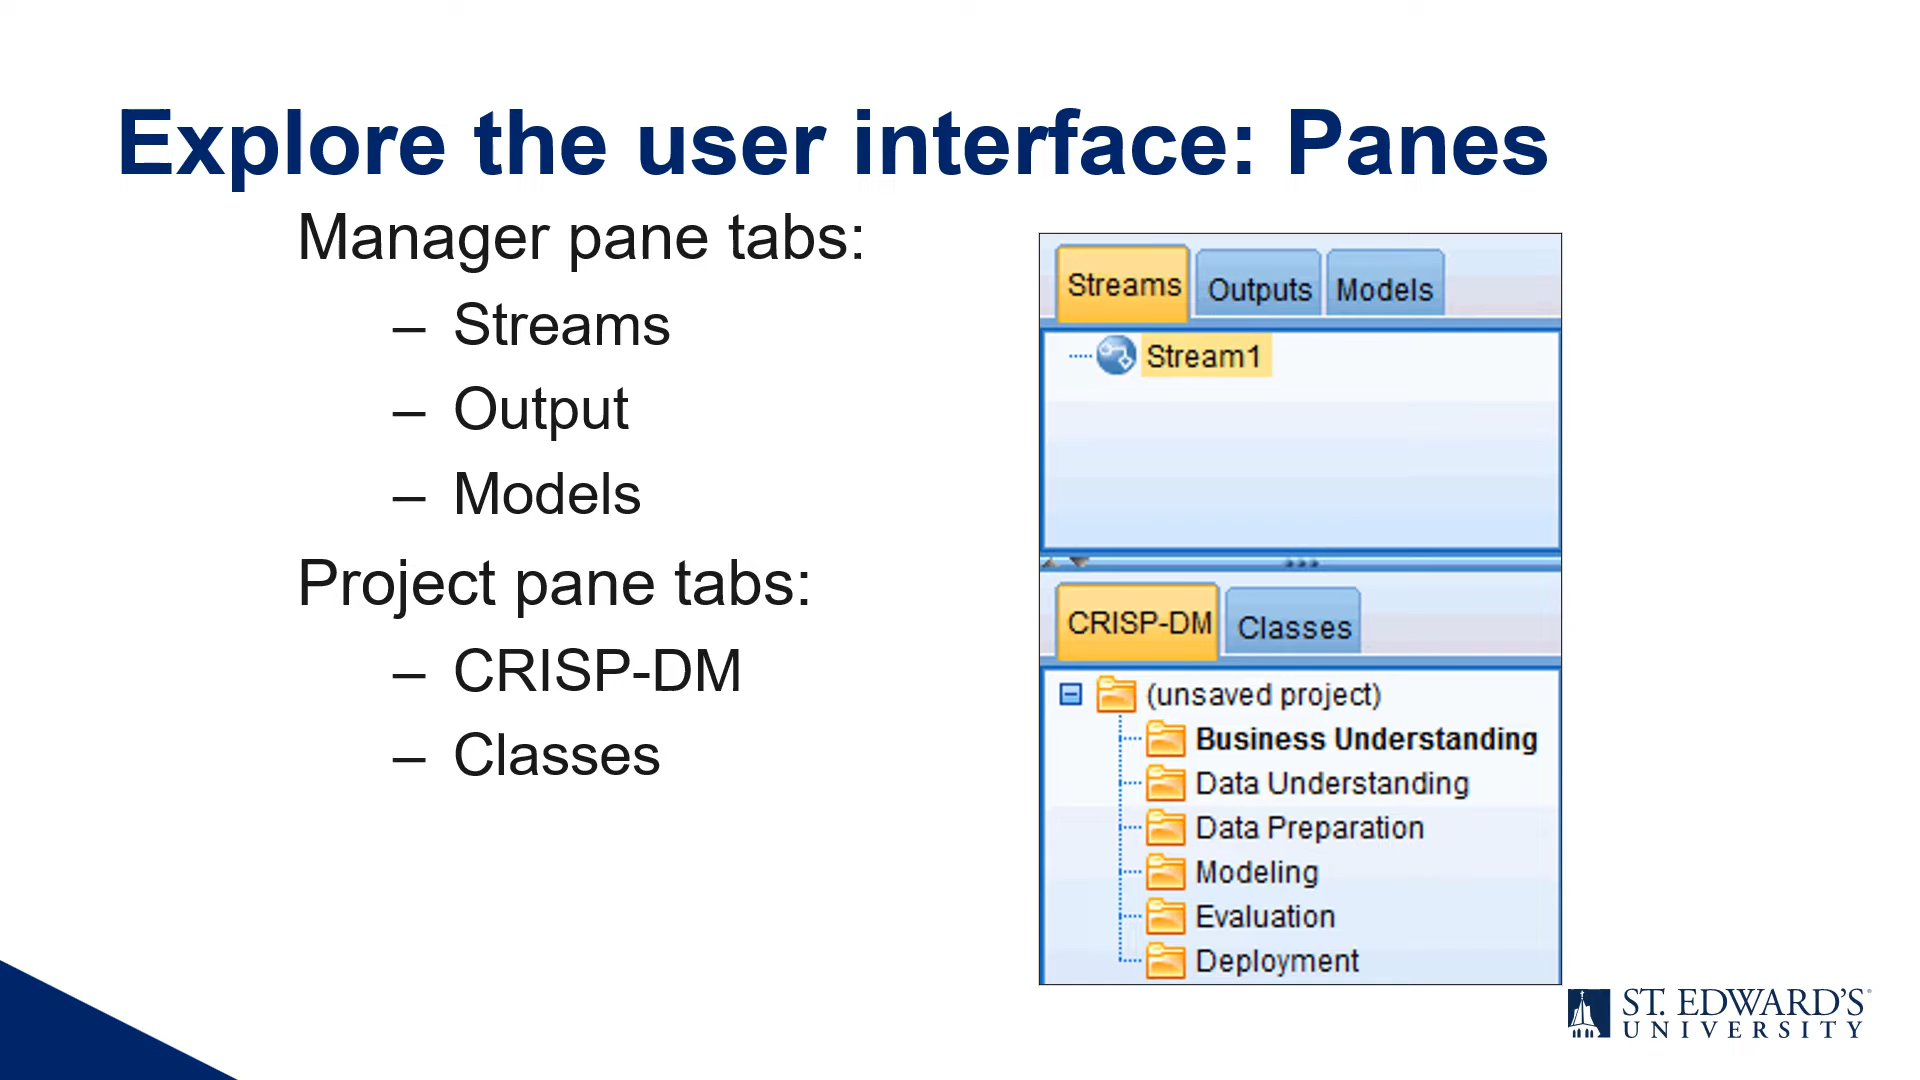 Explore the user interface: Panes
Manager pane tabs:
– Streams
– Output
– Models
Project pane tabs:
– CRISP-DM
– Classes
Streams Outputs Models
Stream1
CRISP-DM Classes
(unsaved project)
Business Understanding
Data Understanding
Data Preparation
Modeling
Evaluation
Deployment
ST. EDWARD'S
UNIVERSITY